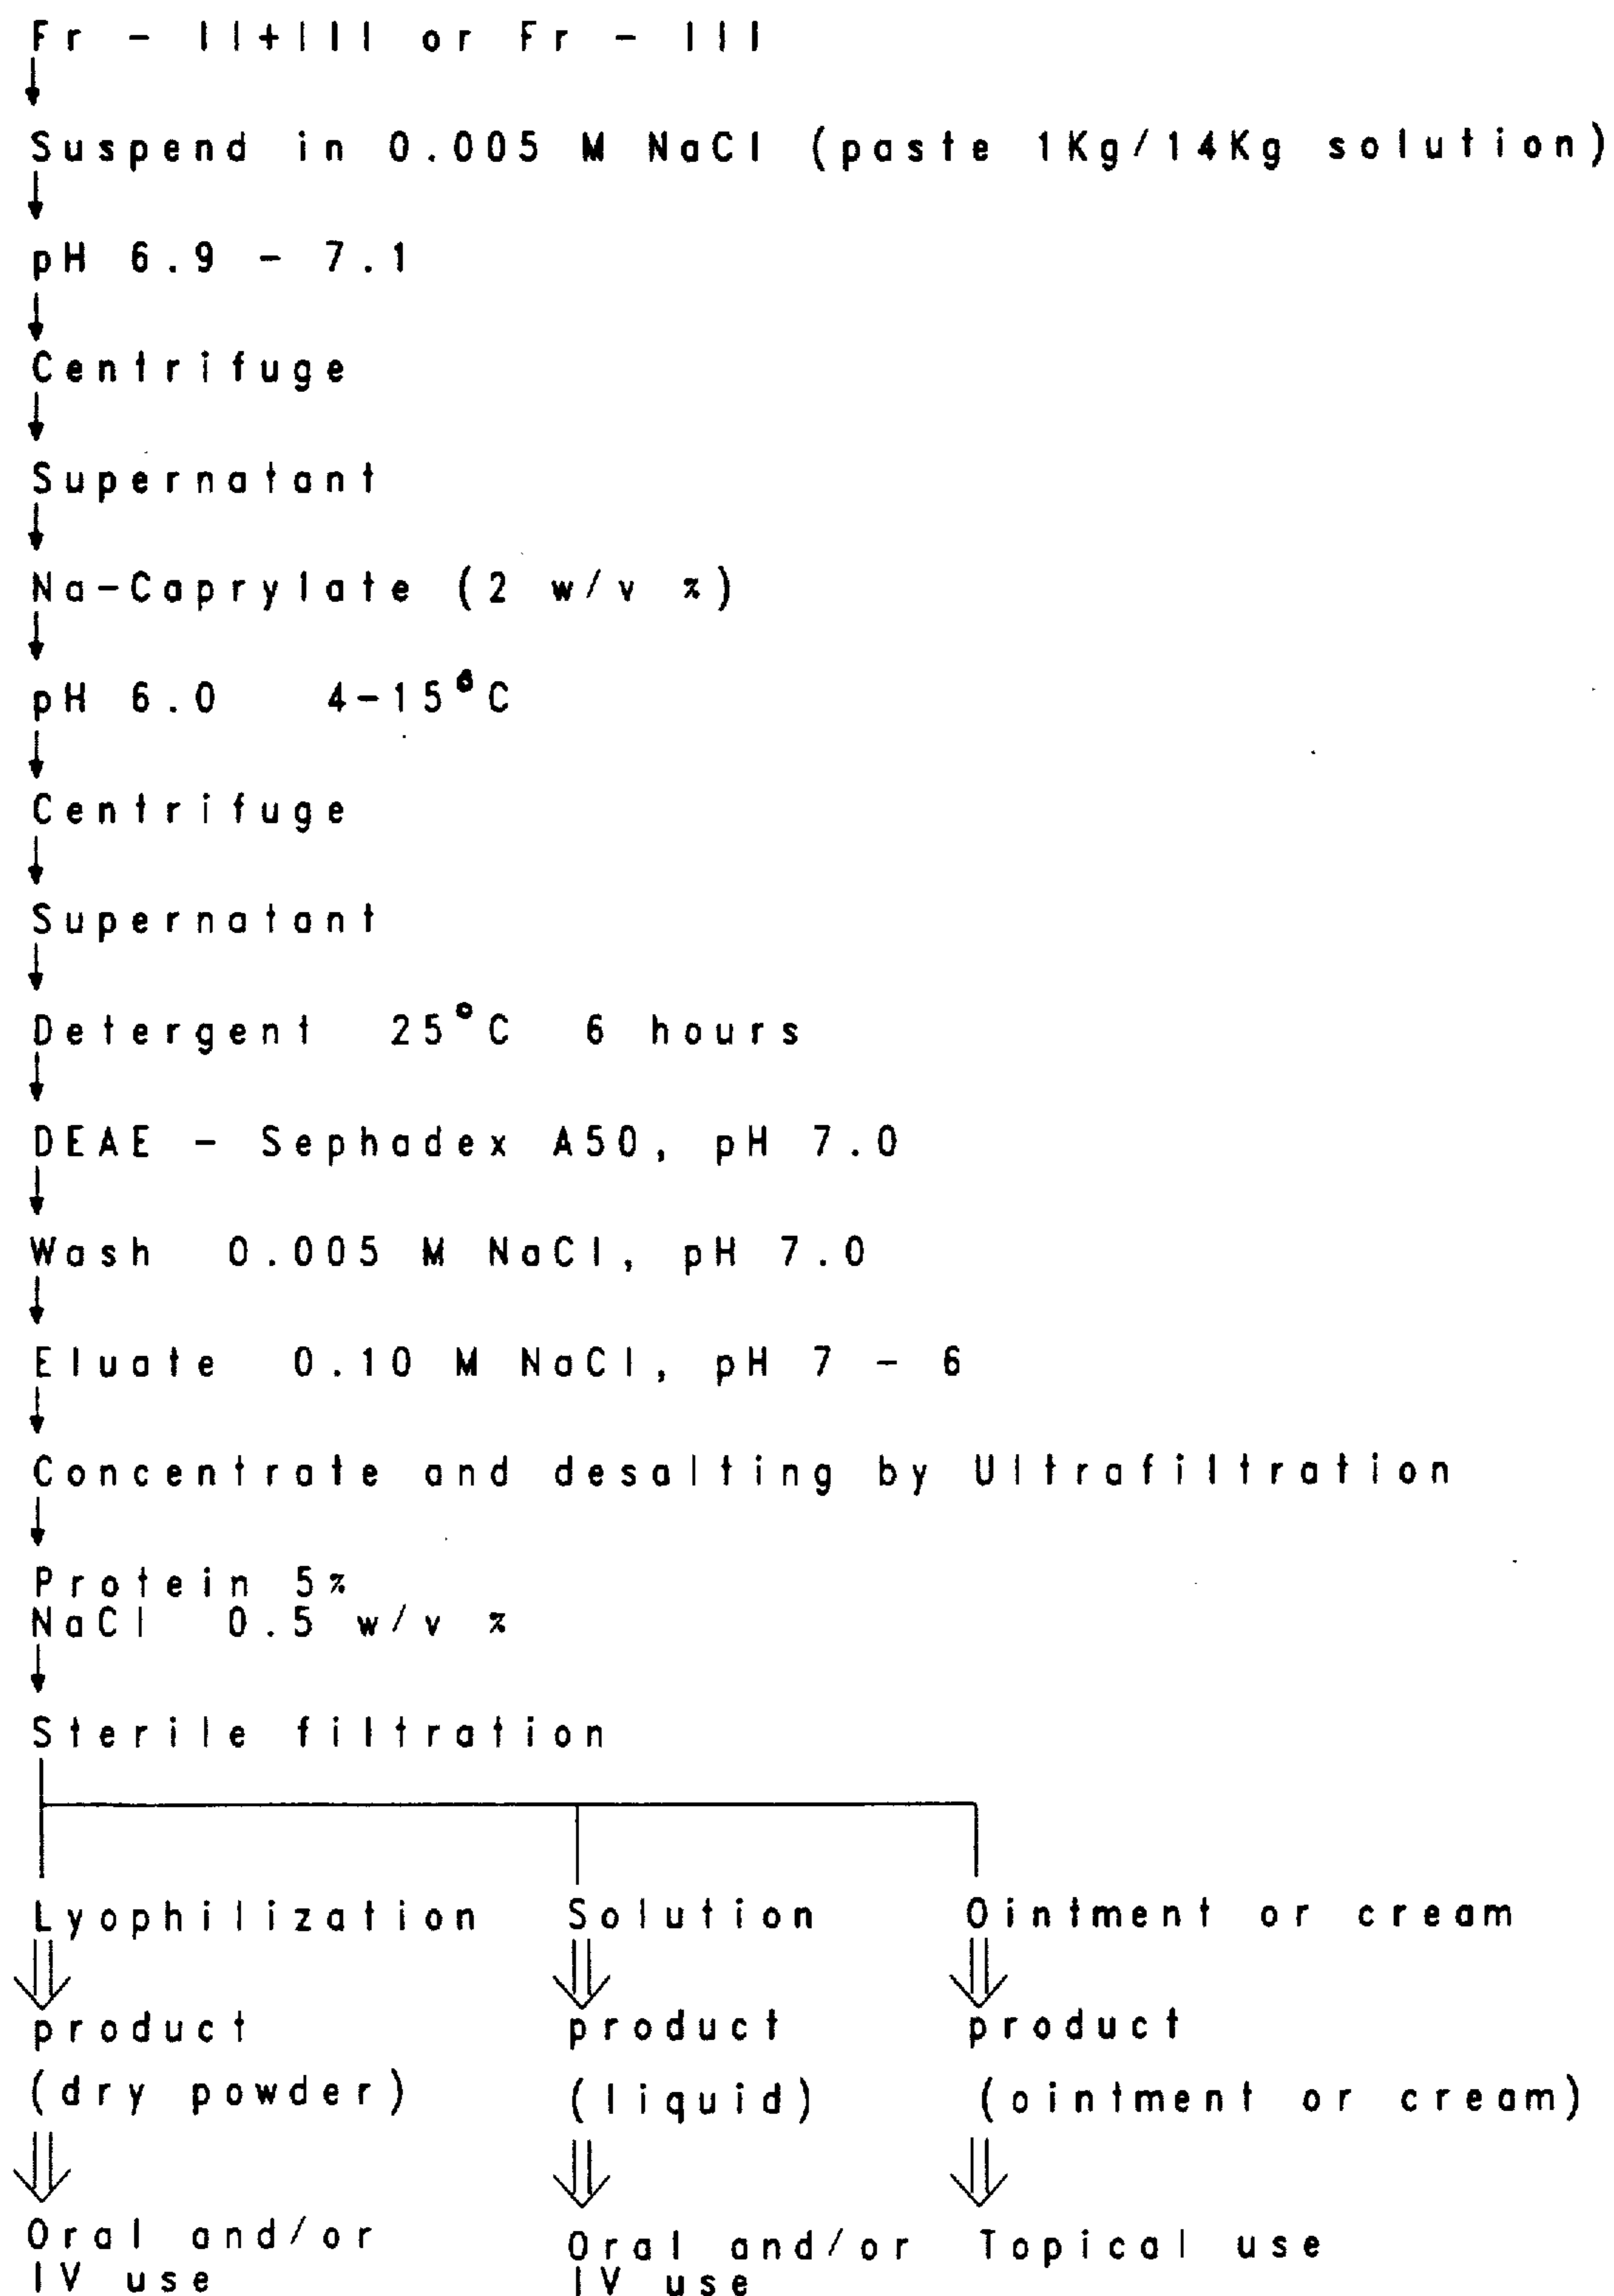 Fr - II+III or Fr - III
Suspend in 0.005 M NaCl (paste 1Kg/14Kg solution)
pH 6.9 - 7.1
Centrifuge
Supernatant
Na-Caprylate (2 w/v %)
pH 6.0 4-15°C
Centrifuge
Supernatant
Detergent 25°C 6 hours
DEAE - Sephadex A50, pH 7.0
Wash 0.005 M NaCl, pH 7.0
Eluate 0.10 M NaCl, pH 7 - 6
Concentrate and desalting by Ultrafiltration
Protein 5%
NaCl 0.5 w/v %
Sterile filtration
Lyophilization Solution Ointment or cream
product product product
(dry powder) (liquid) (ointment or cream)
Oral and/or Oral and/or Topical use
IV use IV use